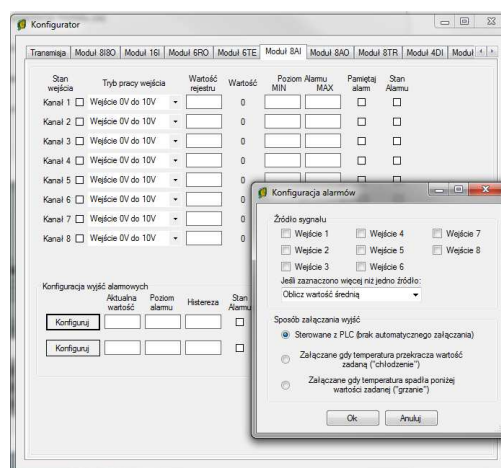 Konfigurator
Transmisja Moduł 8I8O Moduł 16I Moduł 6RO Moduł 6TE Moduł 8AI Moduł 8AO Moduł 8TR Moduł 4DI Moduł
Stan wejścia Tryb pracy wejścia Wartość rejestru Wartość Poziom Alarmu MIN MAX Pamiętaj alarm Stan Alarmu
Kanał 1 Wejście 0V do 10V 0
Kanał 2 Wejście 0V do 10V 0
Kanał 3 Wejście 0V do 10V 0
Kanał 4 Wejście 0V do 10V 0
Kanał 5 Wejście 0V do 10V 0
Kanał 6 Wejście 0V do 10V 0
Kanał 7 Wejście 0V do 10V 0
Kanał 8 Wejście 0V do 10V 0
Konfiguracja wyjść alarmowych
Aktualna wartość Poziom alarmu Histereza Stan Alarmu
Konfiguruj
Konfiguruj
Konfiguracja alarmów
Źródło sygnału
Wejście 1 Wejście 4 Wejście 7
Wejście 2 Wejście 5 Wejście 8
Wejście 3 Wejście 6
Jeśli zaznaczono więcej niż jedno źródło:
Oblicz wartość średnią
Sposób załączania wyjść
Sterowane z PLC (brak automatycznego załączania)
Załączane gdy temperatura przekracza wartość
zadaną ("chłodzenie")
Załączane gdy temperatura spadła poniżej
wartości zadanej ("grzanie")
Ok Anuluj